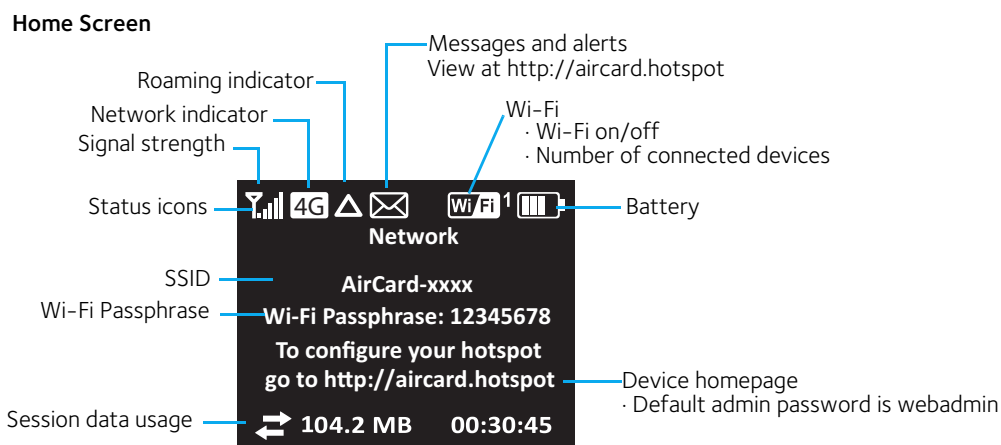 Home Screen
Messages and alerts
View at http://aircard.hotspot
Roaming indicator
Wi-Fi
Network indicator
· Wi-Fi on/off
Signal strength
· Number of connected devices
Status icons
4G
Wi/Fi 1
Battery
Network
SSID
AirCard-xxxx
Wi-Fi Passphrase
Wi-Fi Passphrase: 12345678
To configure your hotspot
go to http://aircard.hotspot
Device homepage
· Default admin password is webadmin
Session data usage
104.2 MB 00:30:45